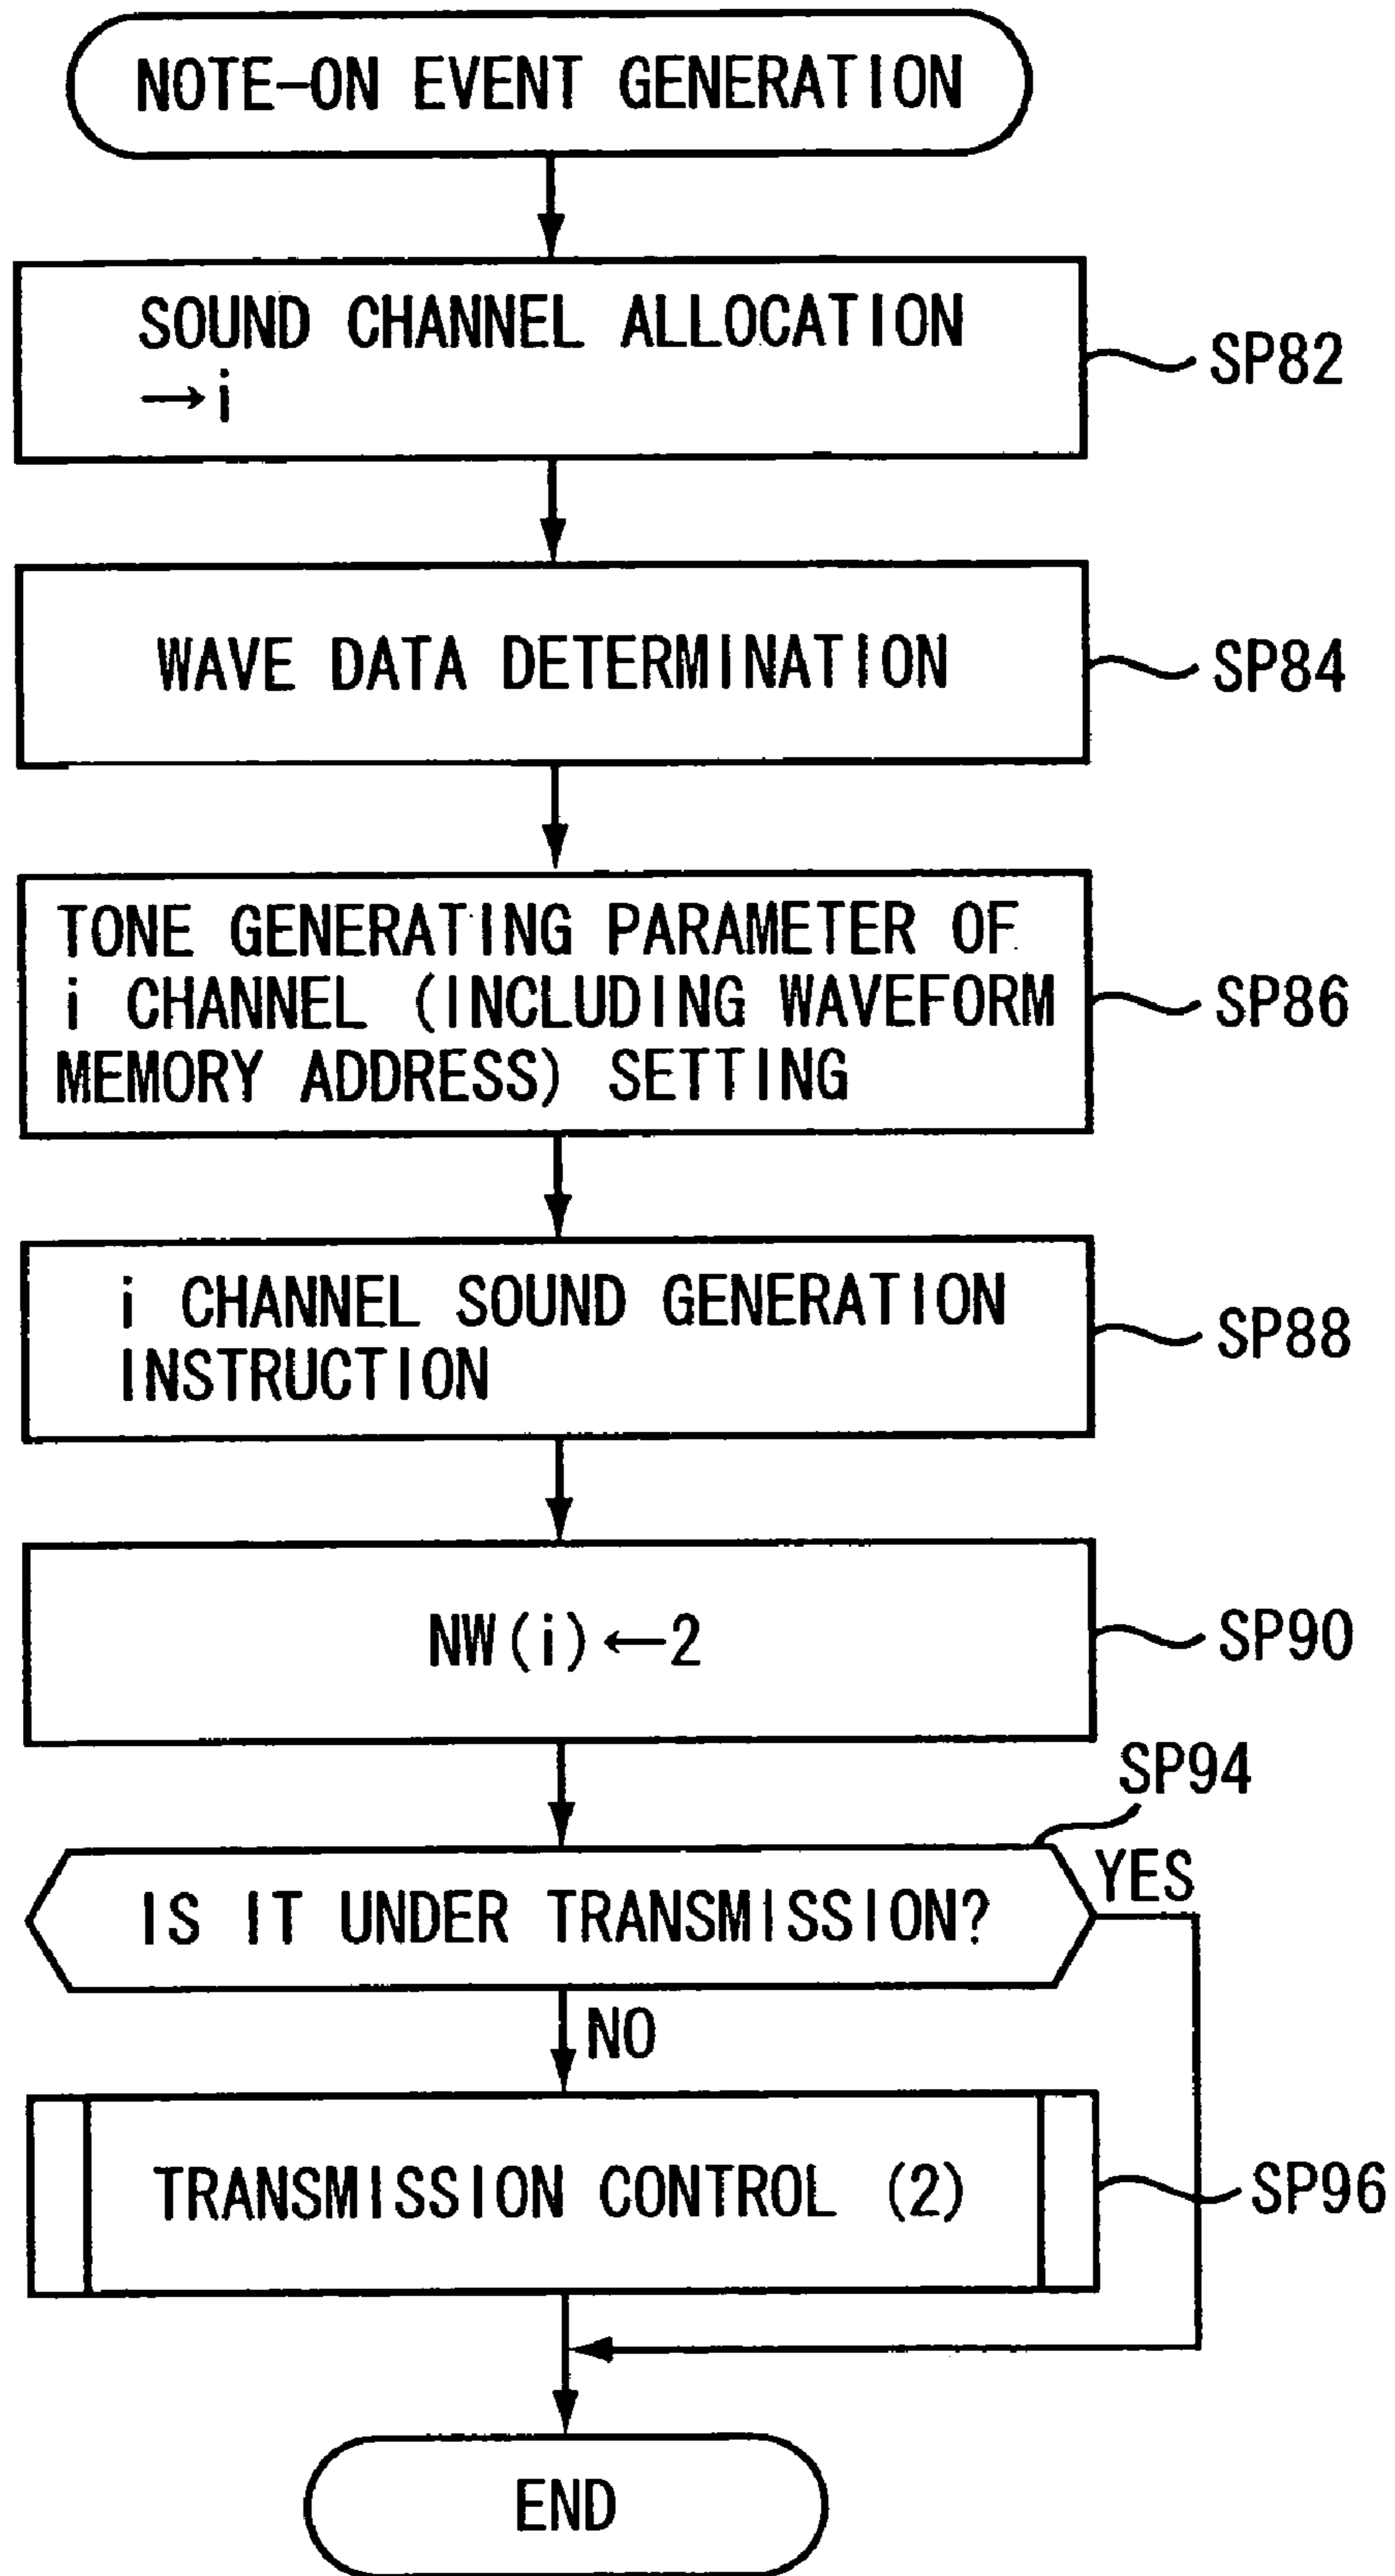 NOTE-ON EVENT GENERATION
SOUND CHANNEL ALLOCATION
→i
SP82
WAVE DATA DETERMINATION
SP84
TONE GENERATING PARAMETER OF
i CHANNEL (INCLUDING WAVEFORM
MEMORY ADDRESS) SETTING
SP86
i CHANNEL SOUND GENERATION
INSTRUCTION
SP88
NW(i)←2
SP90
SP94
IS IT UNDER TRANSMISSION?
YES
NO
TRANSMISSION CONTROL (2)
SP96
END